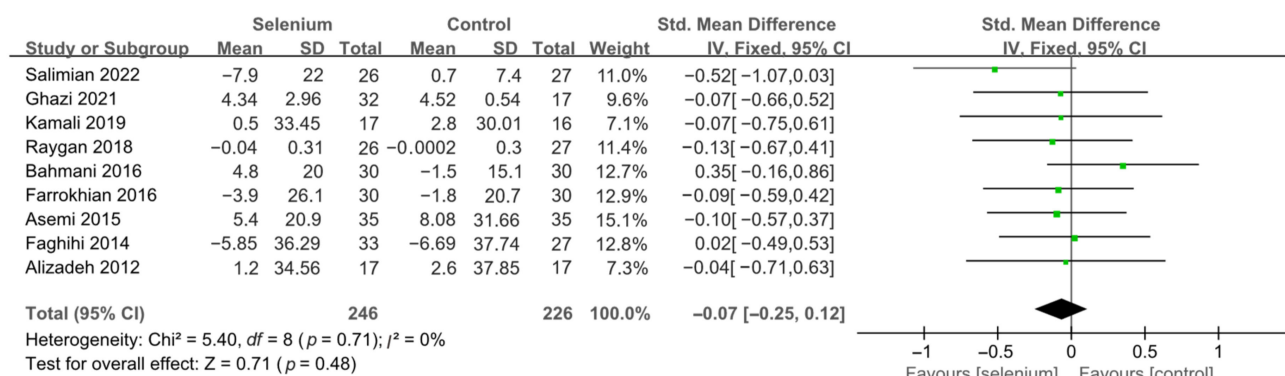 Selenium Control Std. Mean Difference Std. Mean Difference
Study or Subgroup Mean SD Total Mean SD Total Weight IV. Fixed. 95% CI IV. Fixed. 95% CI
Salimian 2022 −7.9 22 26 0.7 7.4 27 11.0% −0.52[ −1.07,0.03]
Ghazi 2021 4.34 2.96 32 4.52 0.54 17 9.6% −0.07[ −0.66,0.52]
Kamali 2019 0.5 33.45 17 2.8 30.01 16 7.1% −0.07[ −0.75,0.61]
Raygan 2018 −0.04 0.31 26 −0.0002 0.3 27 11.4% −0.13[ −0.67,0.41]
Bahmani 2016 4.8 20 30 −1.5 15.1 30 12.7% 0.35[ −0.16,0.86]
Farrokhian 2016 −3.9 26.1 30 −1.8 20.7 30 12.9% −0.09[ −0.59,0.42]
Asemi 2015 5.4 20.9 35 8.08 31.66 35 15.1% −0.10[ −0.57,0.37]
Faghihi 2014 −5.85 36.29 33 −6.69 37.74 27 12.8% 0.02[ −0.49,0.53]
Alizadeh 2012 1.2 34.56 17 2.6 37.85 17 7.3% −0.04[ −0.71,0.63]
Total (95% CI) 246 226 100.0% −0.07 [−0.25, 0.12]
Heterogeneity: Chi² = 5.40, df = 8 (p = 0.71); I² = 0%
Test for overall effect: Z = 0.71 (p = 0.48)
−1 −0.5 0 0.5 1
Favours [selenium] Favours [control]